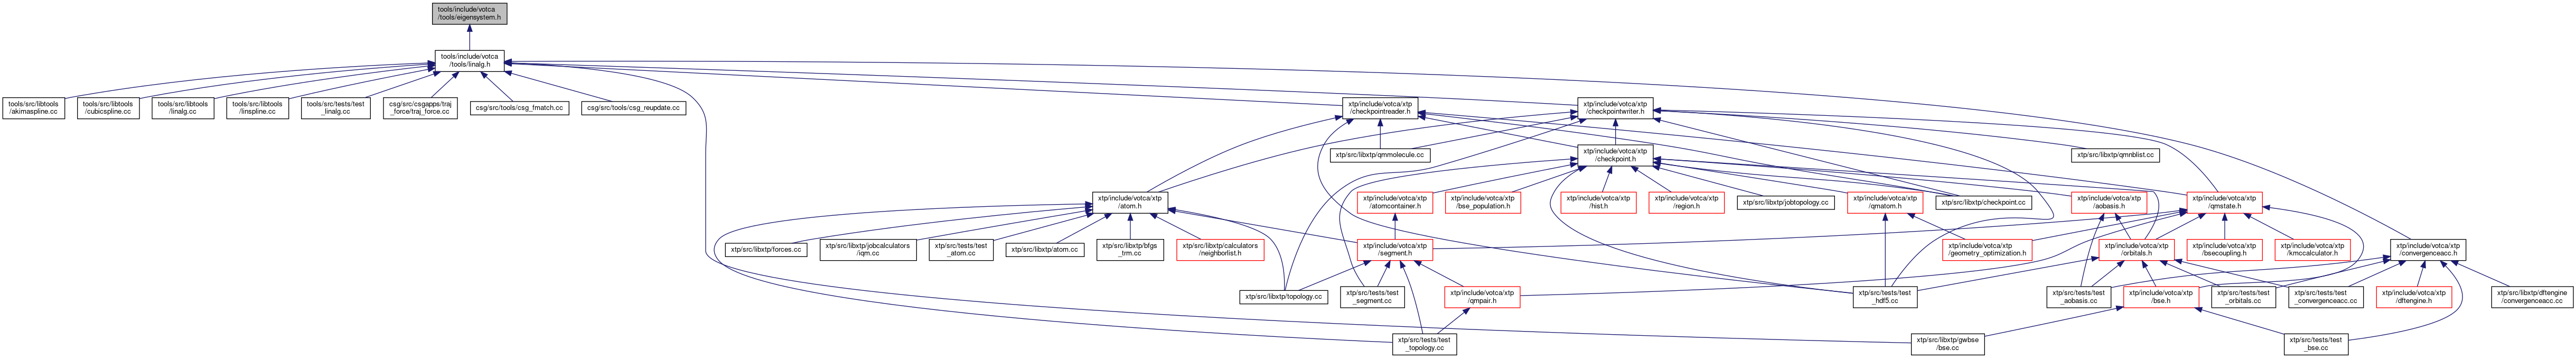 tools/include/votca
/tools/eigensystem.h
tools/include/votca
/tools/linalg.h
tools/src/libtools
/akimaspline.cc
tools/src/libtools
/cubicspline.cc
tools/src/libtools
/linalg.cc
tools/src/libtools
/linspline.cc
tools/src/tests/test
_linalg.cc
csg/src/csgapps/traj
_force/traj_force.cc
csg/src/tools/csg_fmatch.cc
csg/src/tools/csg_reupdate.cc
xtp/include/votca/xtp
/checkpointreader.h
xtp/include/votca/xtp
/checkpointwriter.h
xtp/src/libxtp/qmmolecule.cc
xtp/include/votca/xtp
/checkpoint.h
xtp/src/libxtp/qmnblist.cc
xtp/include/votca/xtp
/atom.h
xtp/include/votca/xtp
/atomcontainer.h
xtp/include/votca/xtp
/bse_population.h
xtp/include/votca/xtp
/hist.h
xtp/include/votca/xtp
/region.h
xtp/src/libxtp/jobtopology.cc
xtp/include/votca/xtp
/qmatom.h
xtp/src/libxtp/checkpoint.cc
xtp/include/votca/xtp
/aobasis.h
xtp/include/votca/xtp
/qmstate.h
xtp/src/libxtp/forces.cc
xtp/src/libxtp/jobcalculators
/iqm.cc
xtp/src/tests/test
_atom.cc
xtp/src/libxtp/atom.cc
xtp/src/libxtp/bfgs
_trm.cc
xtp/src/libxtp/calculators
/neighborlist.h
xtp/include/votca/xtp
/segment.h
xtp/include/votca/xtp
/geometry_optimization.h
xtp/include/votca/xtp
/orbitals.h
xtp/include/votca/xtp
/bsecoupling.h
xtp/include/votca/xtp
/kmccalculator.h
xtp/include/votca/xtp
/convergenceacc.h
xtp/src/libxtp/topology.cc
xtp/src/tests/test
_segment.cc
xtp/include/votca/xtp
/qmpair.h
xtp/src/tests/test
_hdf5.cc
xtp/src/tests/test
_aobasis.cc
xtp/include/votca/xtp
/bse.h
xtp/src/tests/test
_orbitals.cc
xtp/src/tests/test
_convergenceacc.cc
xtp/include/votca/xtp
/dftengine.h
xtp/src/libxtp/dftengine
/convergenceacc.cc
xtp/src/tests/test
_topology.cc
xtp/src/libxtp/gwbse
/bse.cc
xtp/src/tests/test
_bse.cc